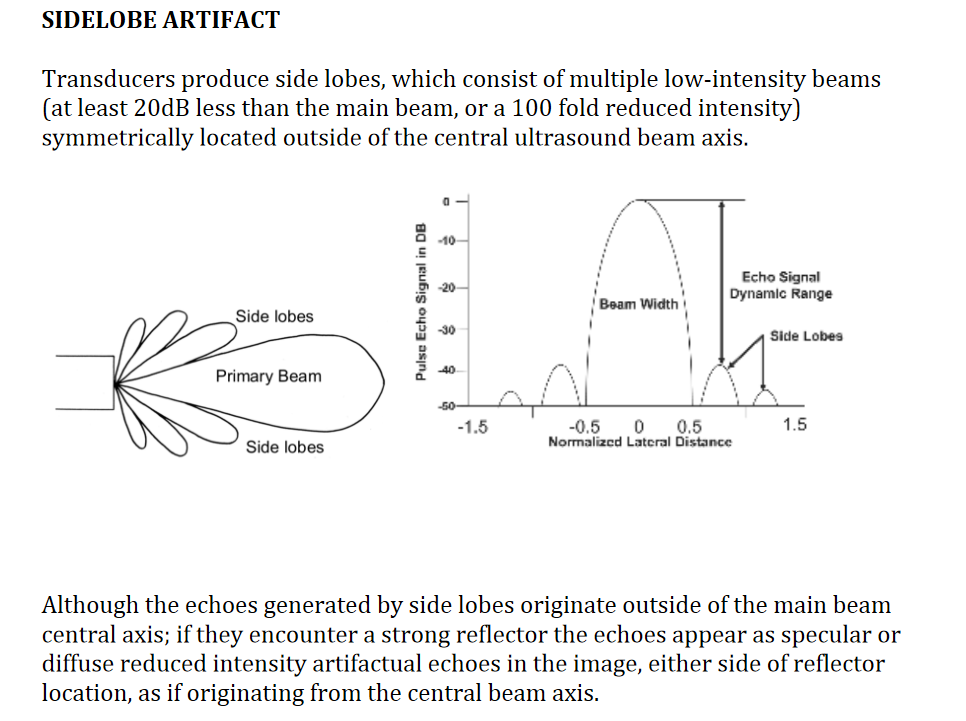 SIDELOBE ARTIFACT
Transducers produce side lobes, which consist of multiple low-intensity beams
(at least 20dB less than the main beam, or a 100 fold reduced intensity)
symmetrically located outside of the central ultrasound beam axis.
Side lobes
Primary Beam
Side lobes
Pulse Echo Signal in DB
0
-10
-20
-30
-40
-50
Beam Width
Echo Signal
Dynamic Range
Side Lobes
-1.5 -0.5 0 0.5 1.5
Normalized Lateral Distance
Although the echoes generated by side lobes originate outside of the main beam
central axis; if they encounter a strong reflector the echoes appear as specular or
diffuse reduced intensity artifactual echoes in the image, either side of reflector
location, as if originating from the central beam axis.